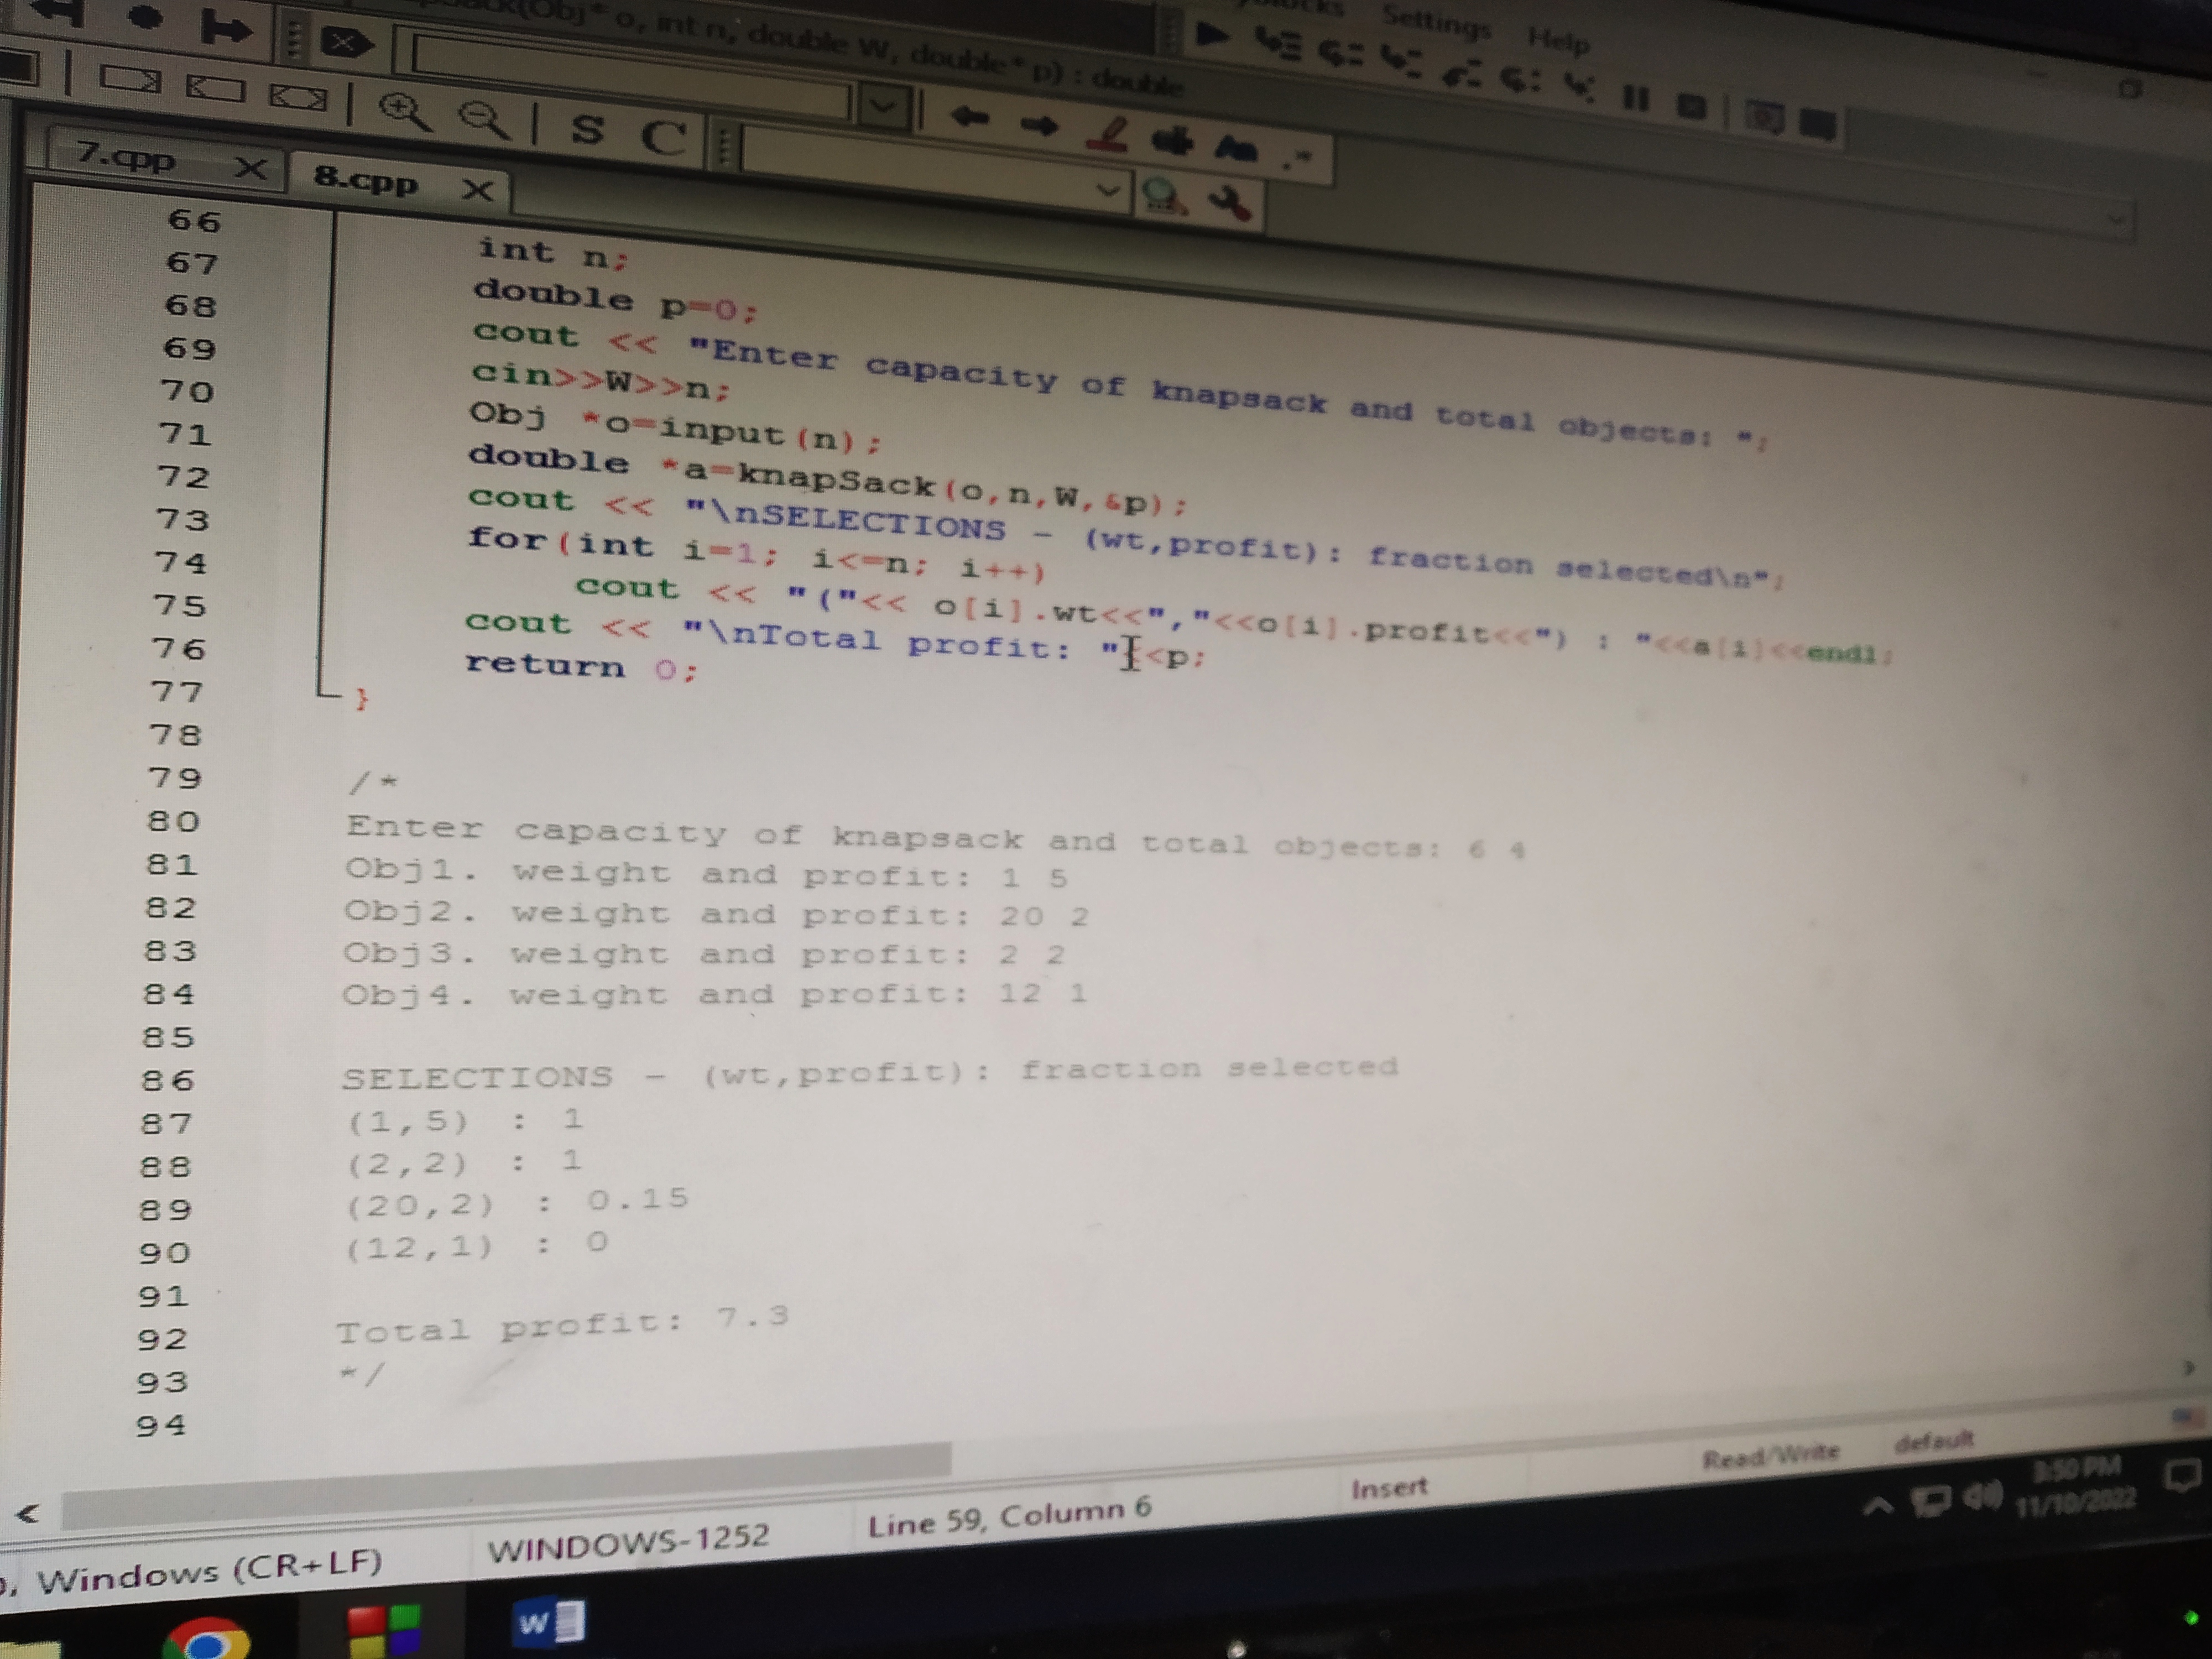 (Obj* o, int n, double W, double* p) : double
Settings Help
S C
7.cpp
8.cpp
66
67 int n;
68 double p=0;
69 cout << "Enter capacity of knapsack and total objects: ";
70 cin>>W>>n;
71 Obj *o=input(n);
72 double *a=knapSack(o,n,W,&p);
73 cout << "\nSELECTIONS - (wt,profit): fraction selected\n";
74 for(int i=1; i<=n; i++)
75 cout << "("<< o[i].wt<<","<<o[i].profit<<") : "<<a[i]<<endl;
76 cout << "\nTotal profit: "<<p;
77 return 0;
}
78
79 /*
80 Enter capacity of knapsack and total objects: 6 4
81 Obj1. weight and profit: 1 5
82 Obj2. weight and profit: 20 2
83 Obj3. weight and profit: 2 2
84 Obj4. weight and profit: 12 1
85
86 SELECTIONS - (wt,profit): fraction selected
87 (1,5) : 1
88 (2,2) : 1
89 (20,2) : 0.15
90 (12,1) : 0
91
92 Total profit: 7.3
93 */
94
Windows (CR+LF) WINDOWS-1252 Line 59, Column 6 Insert Read/Write default
:50 PM
11/10/2022
W